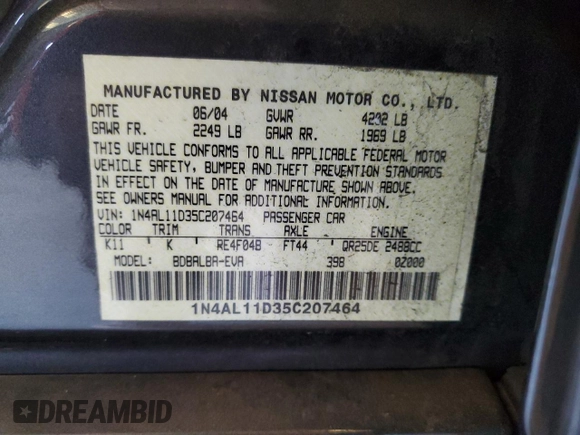 MANUFACTURED BY NISSAN MOTOR CO., LTD.
DATE 06/04 GVWR 4202 LB
GAWR FR. 2249 LB GAWR RR. 1969 LB
THIS VEHICLE CONFORMS TO ALL APPLICABLE FEDERAL MOTOR
VEHICLE SAFETY, BUMPER AND THEFT PREVENTION STANDARDS
IN EFFECT ON THE DATE OF MANUFACTURE SHOWN ABOVE.
SEE OWNERS MANUAL FOR ADDITIONAL INFORMATION.
VIN: 1N4AL11D35C207464 PASSENGER CAR
COLOR TRIM TRANS AXLE ENGINE
K11 K RE4F04B FT44 QR25DE 2488CC
MODEL: BDBALBA-EVA 398 0Z000
1N4AL11D35C207464
DREAMBID